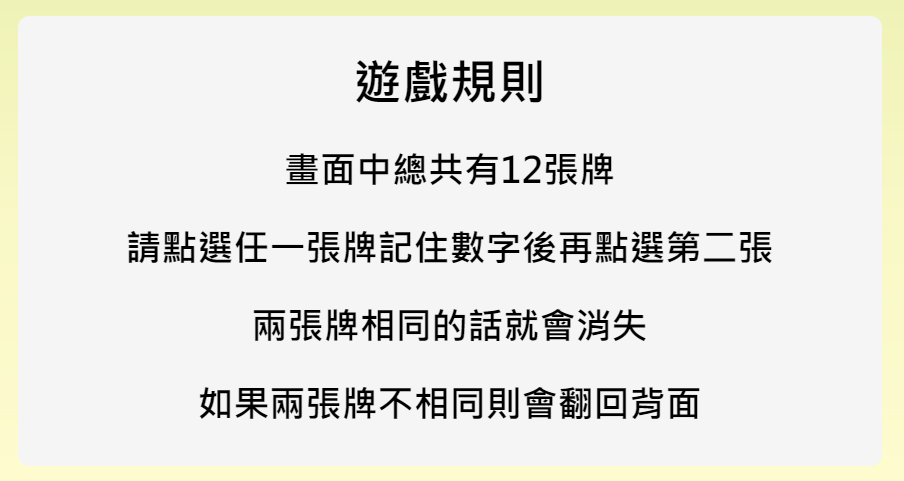 遊戲規則
畫面中總共有12張牌
請點選任一張牌記住數字後再點選第二張
兩張牌相同的話就會消失
如果兩張牌不相同則會翻回背面